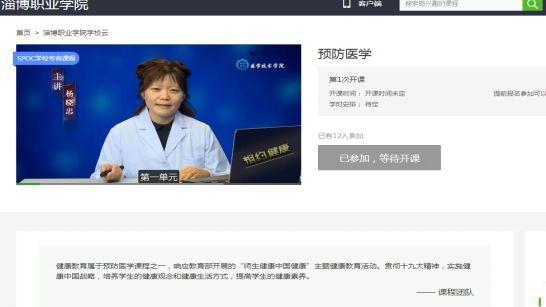 淄博职业学院
客户端
搜索感兴趣的课程
首页 > 淄博职业学院学校云
SPOC学校专有课程
主讲
杨晓忠
医学技术学院
相约健康
第一单元
预防医学
第1次开课
开课时间： 开课时间未定
提前报名参加可以
学时安排： 待定
已有12人参加
已参加，等待开课
健康教育属于预防医学课程之一，响应教育部开展的“师生健康中国健康”主题健康教育活动。贯彻十九大精神，实施健
康中国战略，培养学生的健康观念和健康生活方式，提高学生的健康素养。
—— 课程团队